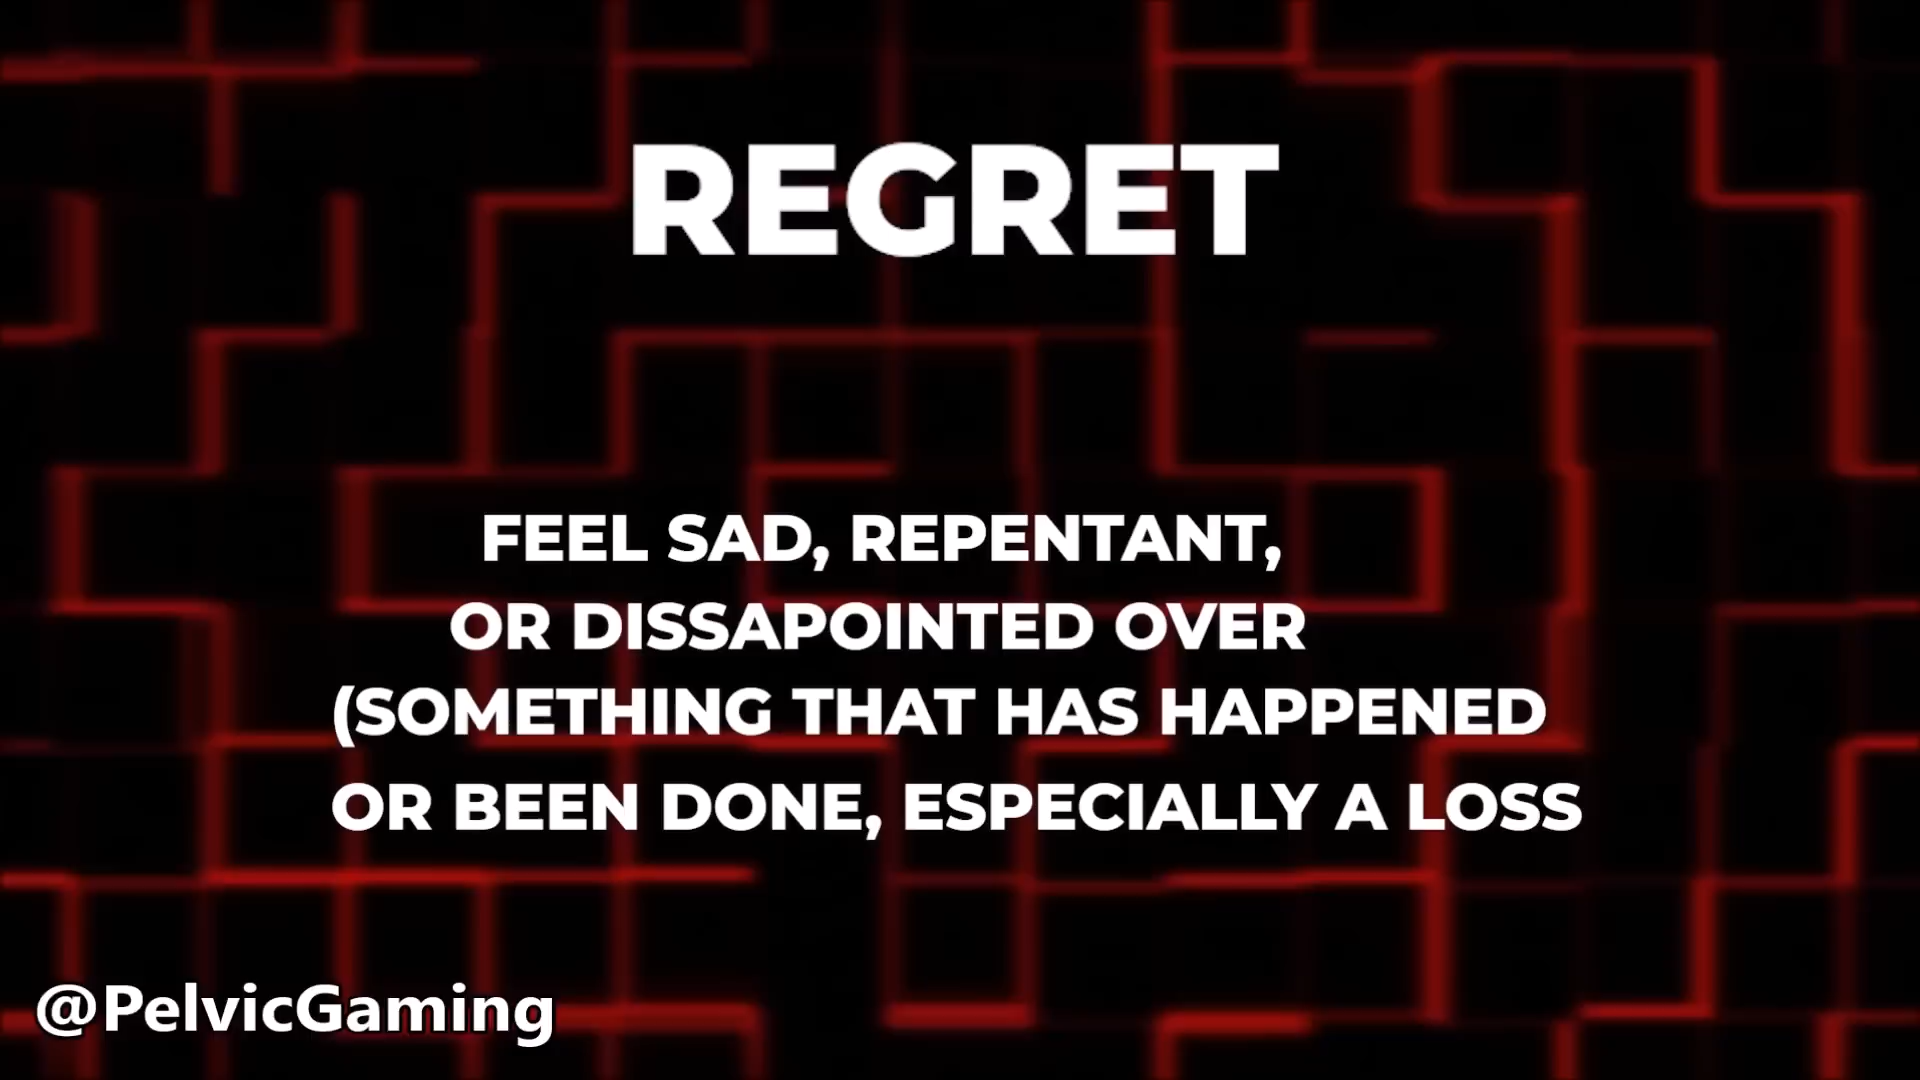 REGRET
FEEL SAD, REPENTANT,
OR DISSAPOINTED OVER
(SOMETHING THAT HAS HAPPENED
OR BEEN DONE, ESPECIALLY A LOSS
@PelvicGaming